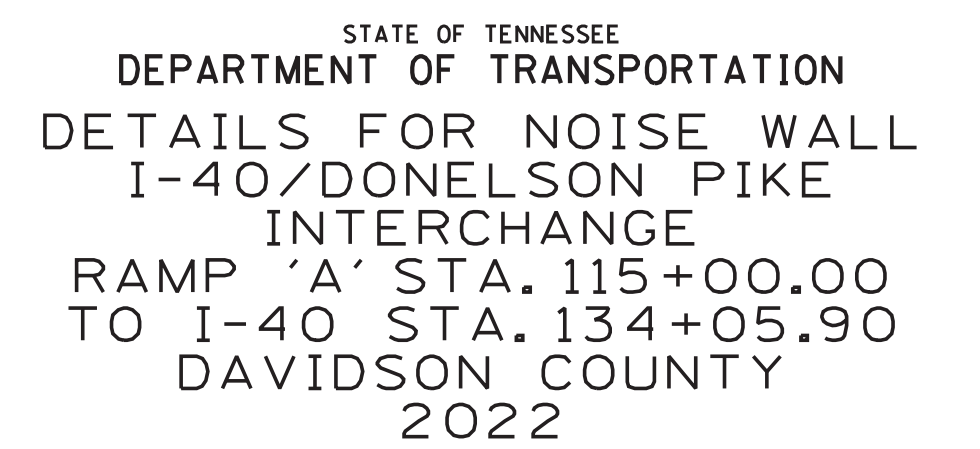 STATE OF TENNESSEE
DEPARTMENT OF TRANSPORTATION
DETAILS FOR NOISE WALL
I-40/DONELSON PIKE
INTERCHANGE
RAMP 'A' STA. 115+00.00
TO I-40 STA. 134+05.90
DAVIDSON COUNTY
2022